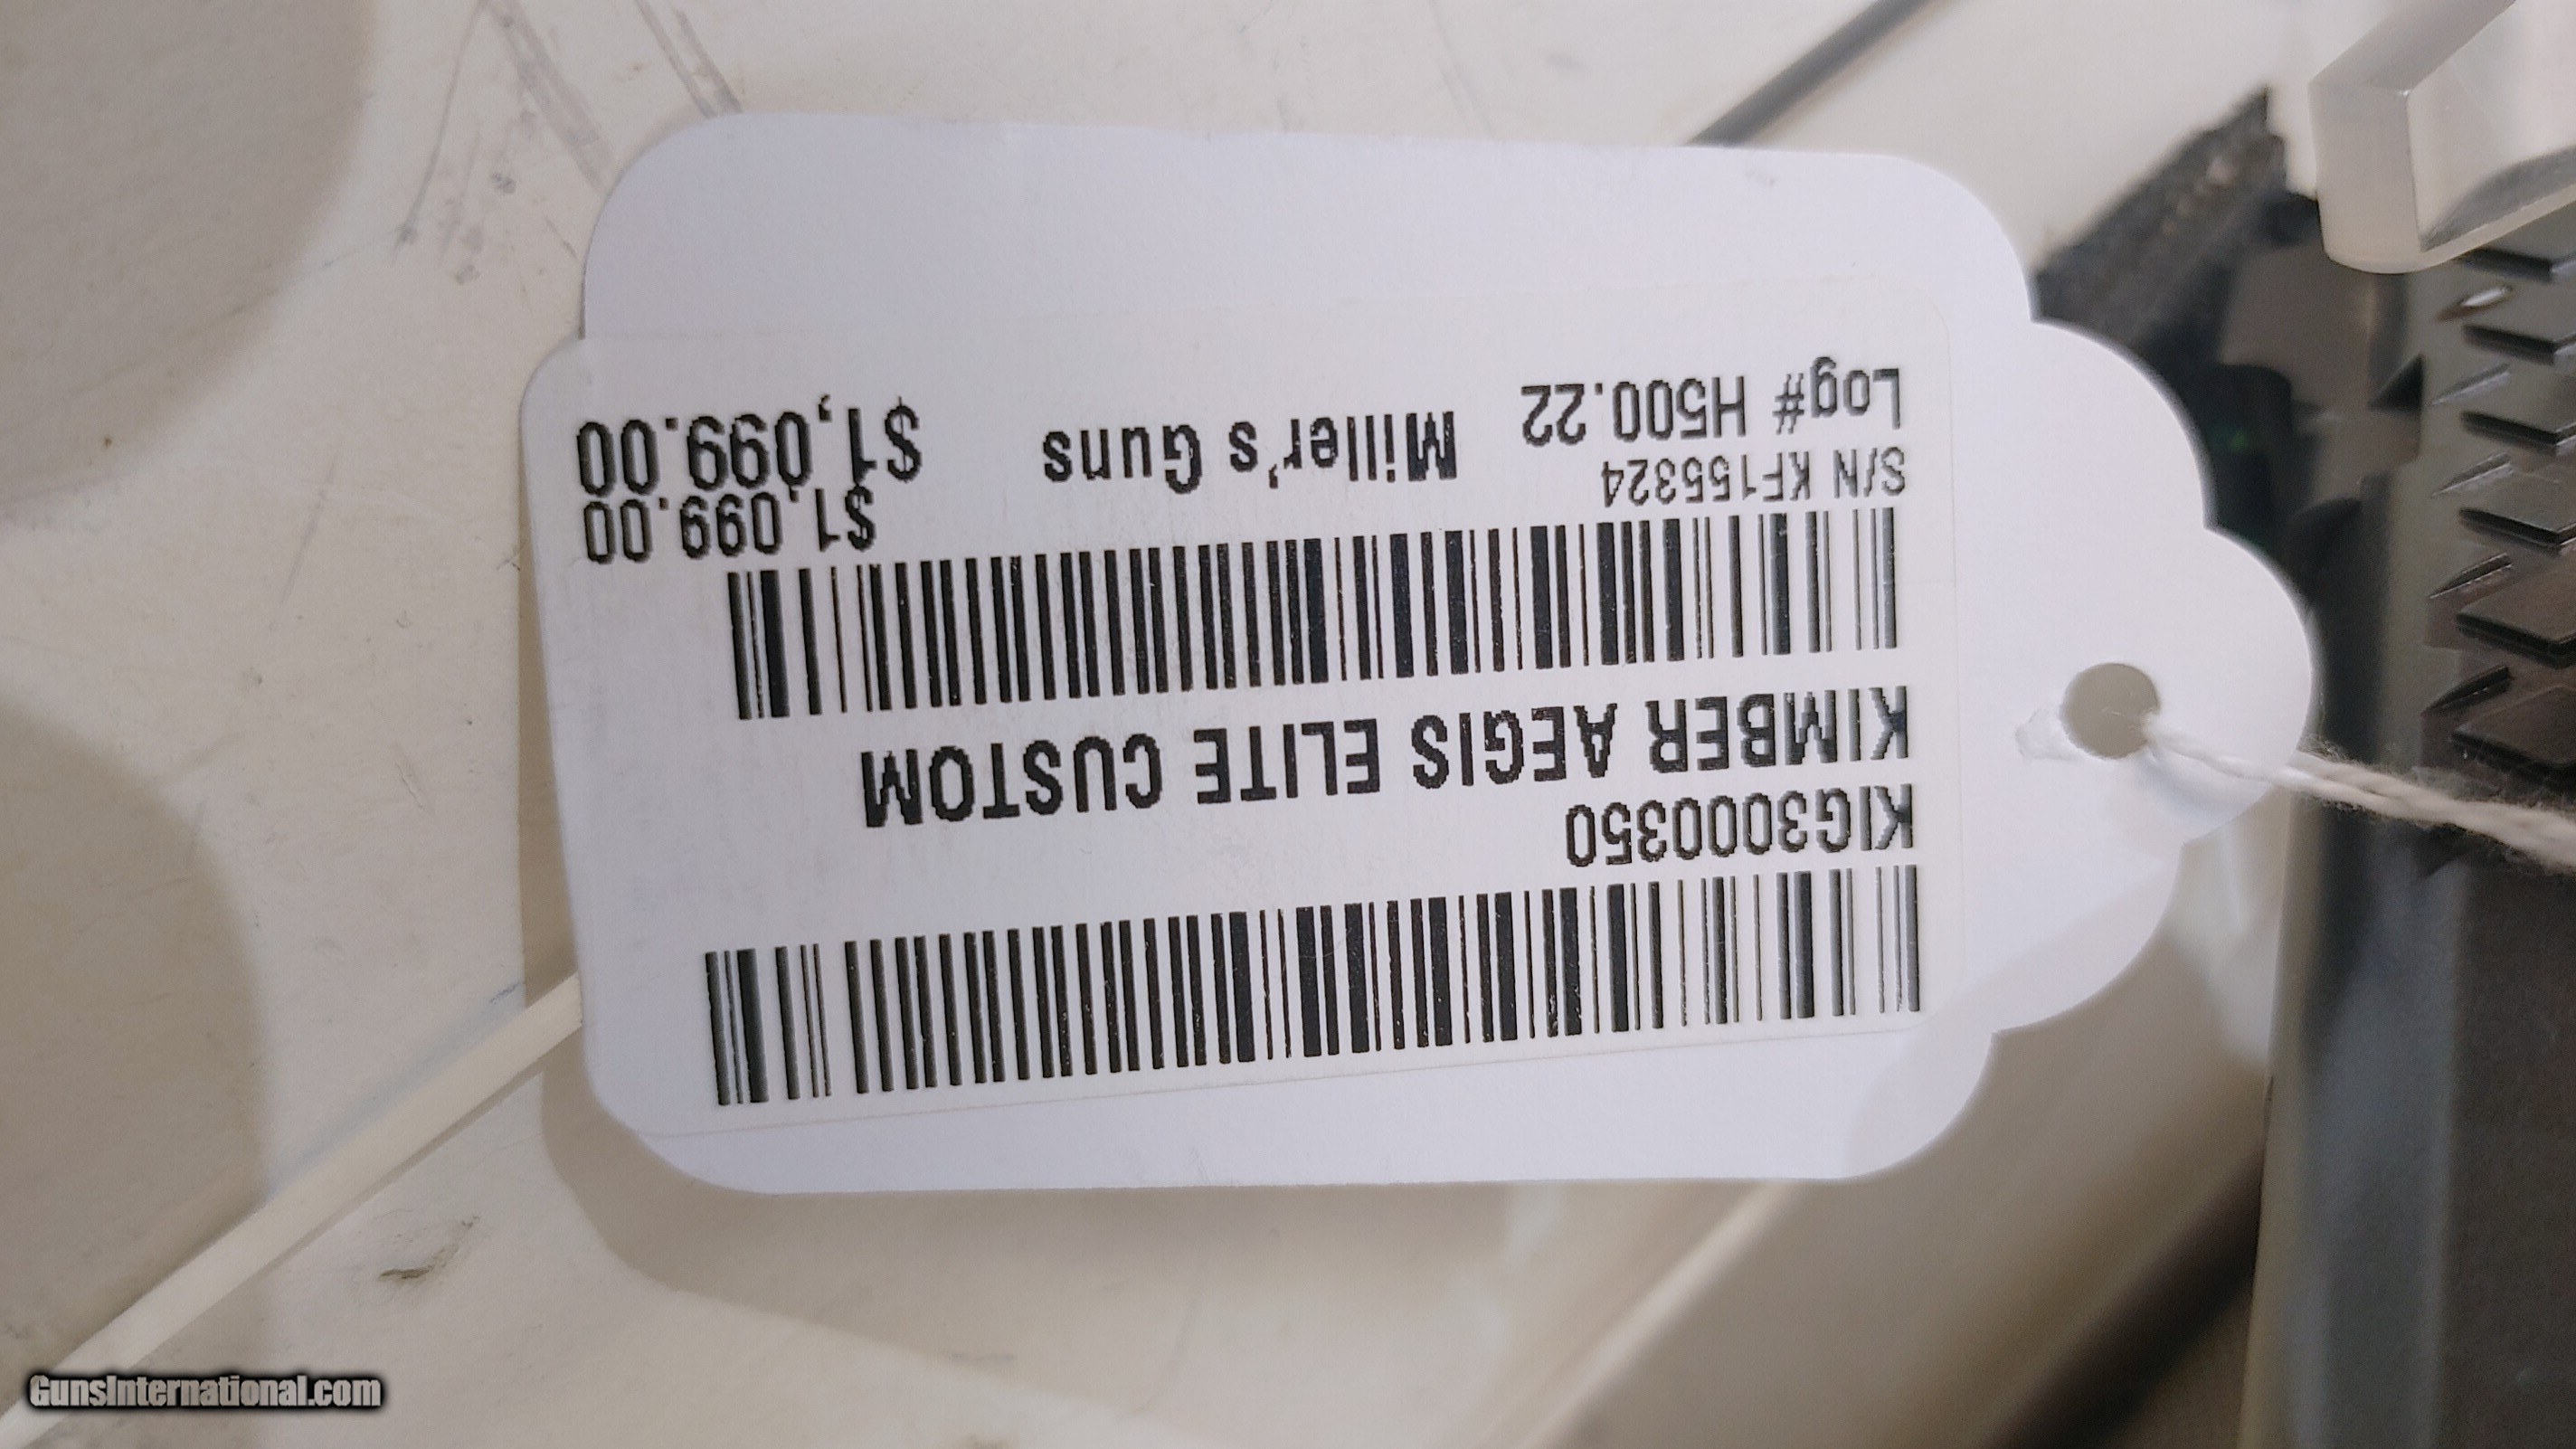 KIG3000350
KIMBER AEGIS ELITE CUSTOM
S/N KF155324
$1,099.00
Log# H500.22
Miller's Guns
$1,099.00
GunsInternational.com